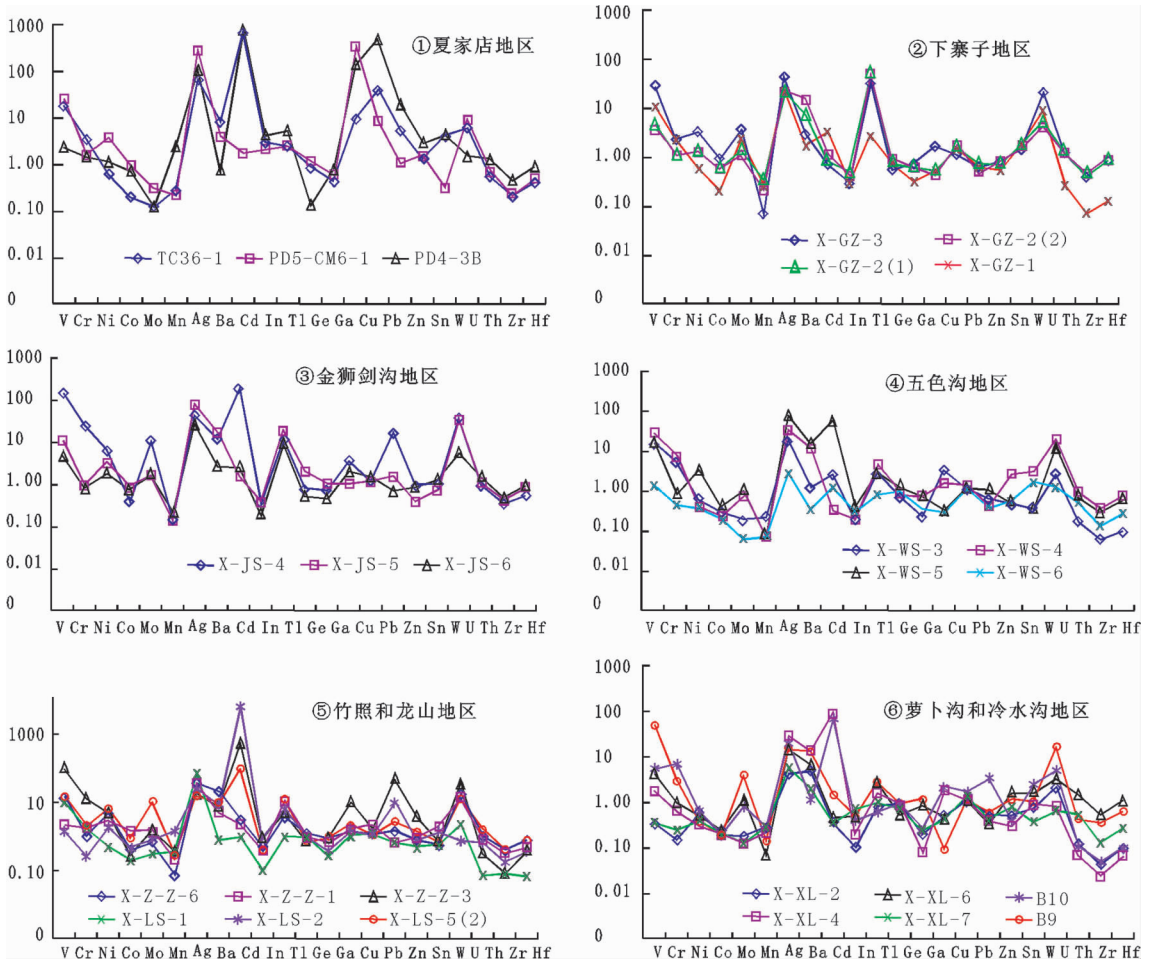 ①夏家店地区
1000
100
10
1.00
0.10
0.01
0
TC36-1 PD5-CM6-1 PD4-3B
V Cr Ni Co Mo Mn Ag Ba Cd In Tl Ge Ga Cu Pb Zn Sn W U Th Zr Hf
②下寨子地区
1000
100
10
1.00
0.10
0.01
0
X-GZ-3 X-GZ-2(2)
X-GZ-2(1) X-GZ-1
V Cr Ni Co Mo Mn Ag Ba Cd In Tl Ge Ga Cu Pb Zn Sn W U Th Zr Hf
③金狮剑沟地区
1000
100
10
1.00
0.10
0
X-JS-4 X-JS-5 X-JS-6
V Cr Ni Co Mo Mn Ag Ba Cd In Tl Ge Ga Cu Pb Zn Sn W U Th Zr Hf
④五色沟地区
1000
100
10
1.00
0.10
0
X-WS-3 X-WS-4
X-WS-5 X-WS-6
V Cr Ni Co Mo Mn Ag Ba Cd In Tl Ge Ga Cu Pb Zn Sn W U Th Zr Hf
⑤竹照和龙山地区
1000
10
0.10
0
X-Z-Z-6 X-Z-Z-1 X-Z-Z-3
X-LS-1 X-LS-2 X-LS-5(2)
V Cr Ni Co Mo Mn Ag Ba Cd In Tl Ge Ga Cu Pb Zn Sn W U Th Zr Hf
⑥萝卜沟和冷水沟地区
1000
100
10
1.00
0.10
0.01
0
X-XL-2 X-XL-6 B10
X-XL-4 X-XL-7 B9
V Cr Ni Co Mo Mn Ag Ba Cd In Tl Ge Ga Cu Pb Zn Sn W U Th Zr Hf